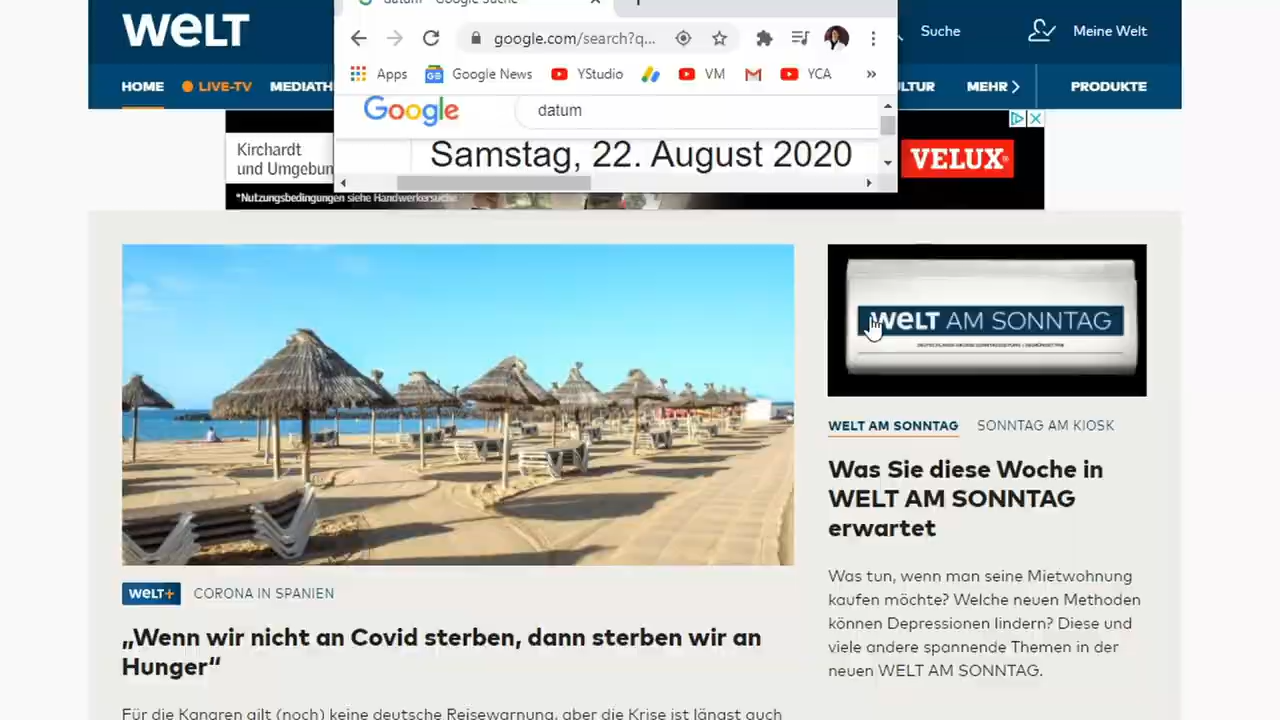 datum - Google Suche
WELT
google.com/search?q...
Suche
Meine Welt
Apps
Google News
YStudio
VM
YCA
»
HOME
LIVE-TV
MEDIATH
ULTUR
MEHR
PRODUKTE
Google
datum
Samstag, 22. August 2020
Kirchardt
und Umgebun
VELUX
*Nutzungsbedingungen siehe Handwerkersuche.
WELT AM SONNTAG
WELT AM SONNTAG
SONNTAG AM KIOSK
Was Sie diese Woche in
WELT AM SONNTAG
erwartet
Was tun, wenn man seine Mietwohnung
kaufen möchte? Welche neuen Methoden
können Depressionen lindern? Diese und
viele andere spannende Themen in der
neuen WELT AM SONNTAG.
WELT+
CORONA IN SPANIEN
„Wenn wir nicht an Covid sterben, dann sterben wir an
Hunger“
Für die Kanaren gilt (noch) keine deutsche Reisewarnung, aber die Krise ist längst auch